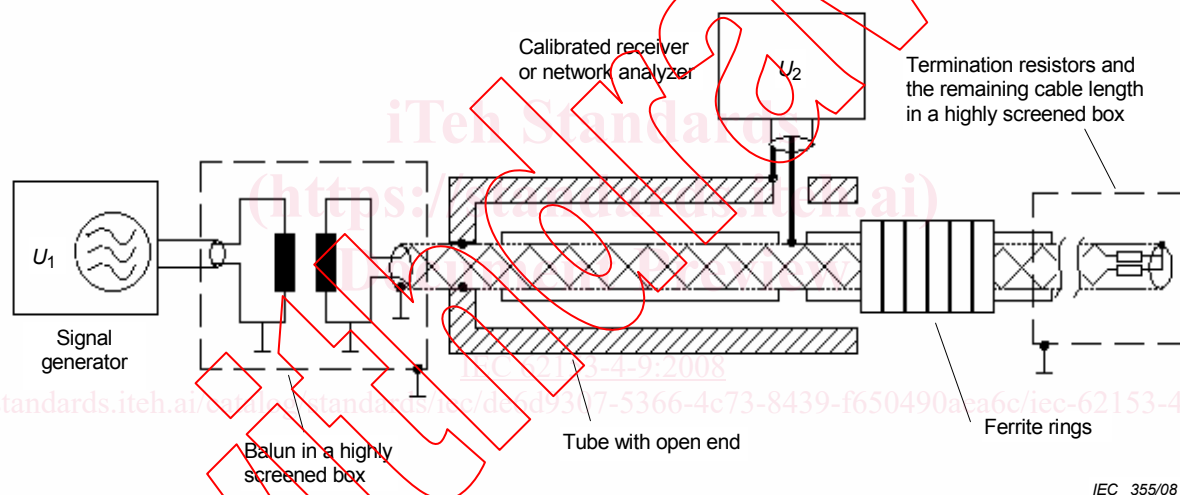 Calibrated receiver
or network analyzer
U2
Termination resistors and
the remaining cable length
in a highly screened box
iTeh Standards
(https://standards.iteh.ai)
Document Preview
U1
Signal
generator
IEC 62153-4-9:2008
tandards.iteh.ai/catalog/standards/iec/de6d9307-5366-4c73-8439-f650490aea6c/iec-62153-4
Balun in a highly
screened box
Tube with open end
Ferrite rings
IEC 355/08